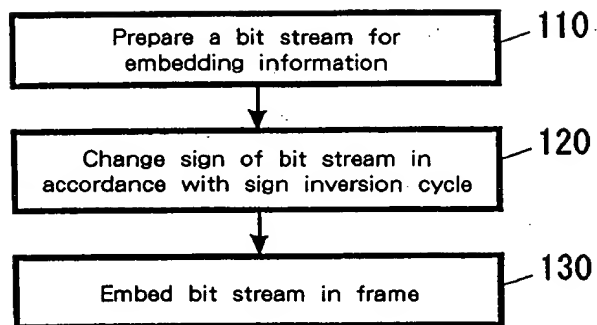 Prepare a bit stream for
embedding information
110
Change sign of bit stream in
accordance with sign inversion cycle
120
Embed bit stream in frame
130